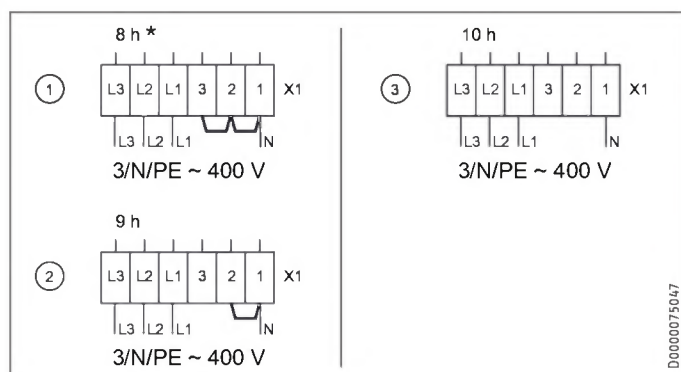 8 h *
1
L3 L2 L1 3 2 1 X1
L3 L2 L1 N
3/N/PE ~ 400 V
9 h
2
L3 L2 L1 3 2 1 X1
L3 L2 L1 N
3/N/PE ~ 400 V
10 h
3
L3 L2 L1 3 2 1 X1
L3 L2 L1 N
3/N/PE ~ 400 V
D0000075047